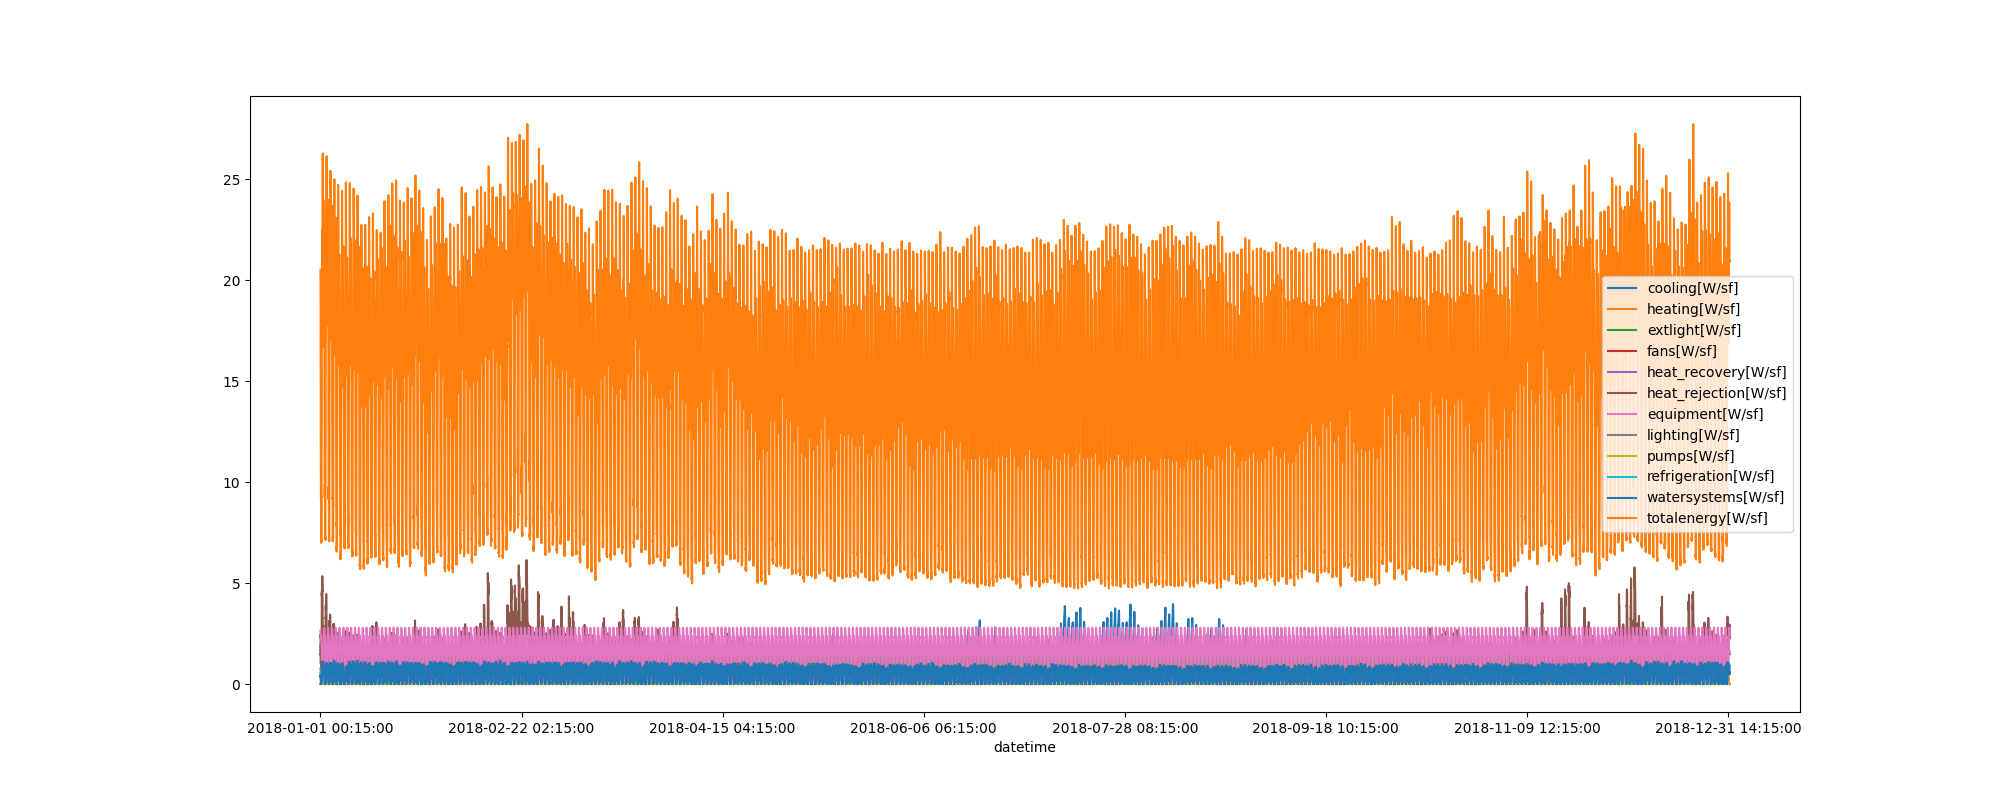 25
20
15
10
5
0
cooling[W/sf]
heating[W/sf]
extlight[W/sf]
fans[W/sf]
heat_recovery[W/sf]
heat_rejection[W/sf]
equipment[W/sf]
lighting[W/sf]
pumps[W/sf]
refrigeration[W/sf]
watersystems[W/sf]
totalenergy[W/sf]
2018-01-01 00:15:00 2018-02-22 02:15:00 2018-04-15 04:15:00 2018-06-06 06:15:00 2018-07-28 08:15:00 2018-09-18 10:15:00 2018-11-09 12:15:00 2018-12-31 14:15:00
datetime